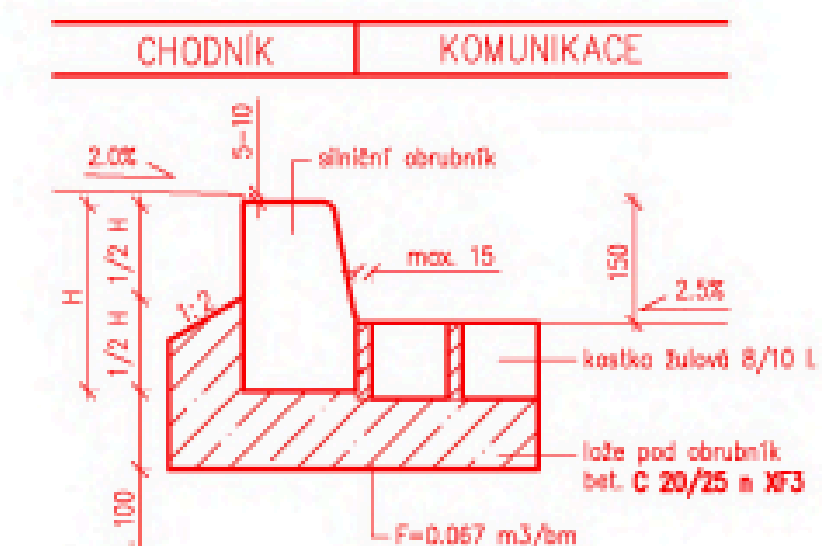 CHODNÍK KOMUNIKACE
5-10
2.0%
silniční obrubník
1/2 H
H
max. 15
150
2.5%
1:2
1/2 H
kostka žulová 8/10 I.
lože pod obrubník
bet. C 20/25 n XF3
100
F=0.067 m3/bm